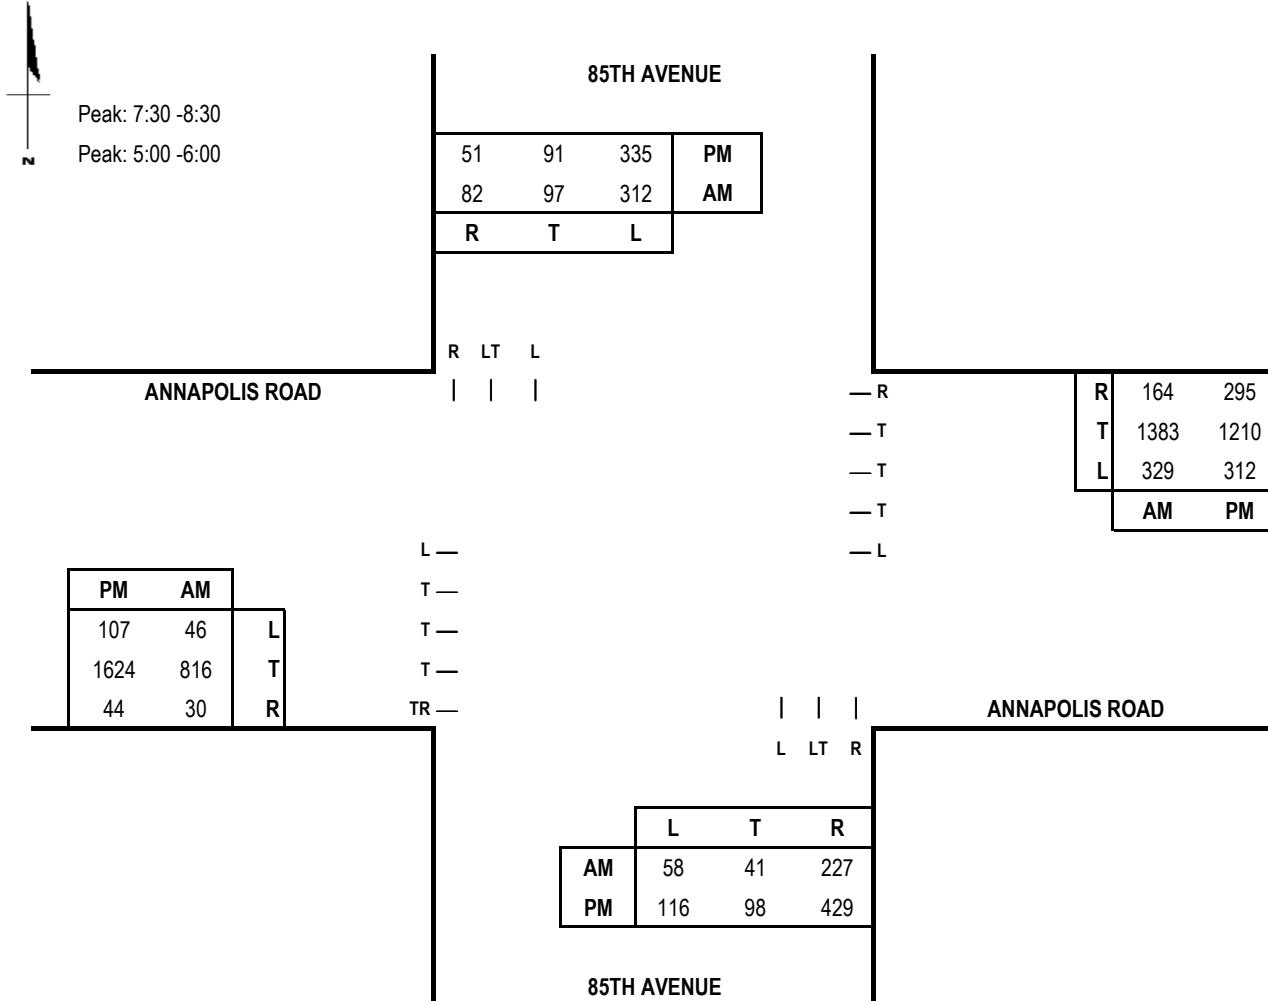 85TH AVENUE
Peak: 7:30 -8:30
Peak: 5:00 -6:00
N
51 91 335 PM
82 97 312 AM
R T L
R LT L
ANNAPOLIS ROAD
R
T
T
T
L
R 164 295
T 1383 1210
L 329 312
AM PM
L
T
T
T
TR
PM AM
107 46 L
1624 816 T
44 30 R
L LT R
ANNAPOLIS ROAD
L T R
AM 58 41 227
PM 116 98 429
85TH AVENUE